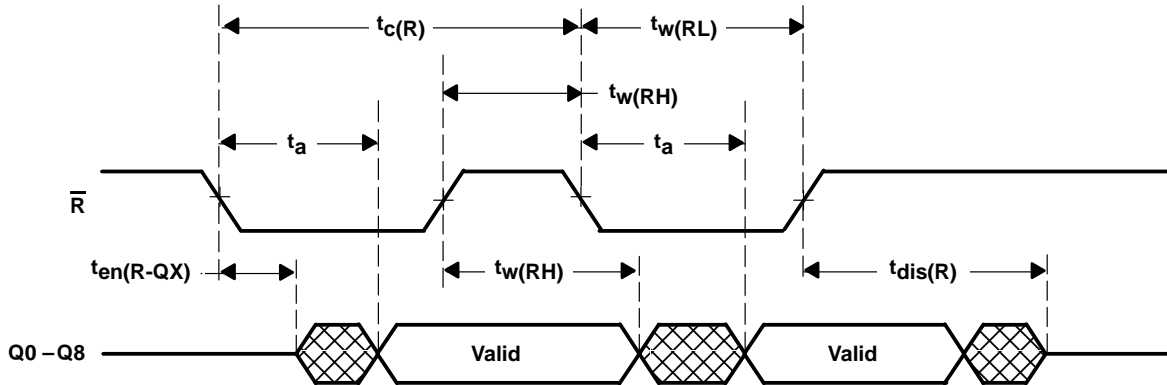 tc(R)
tw(RL)
tw(RH)
ta
ta
R̅
ten(R-QX)
tw(RH)
tdis(R)
Q0 –Q8
Valid
Valid